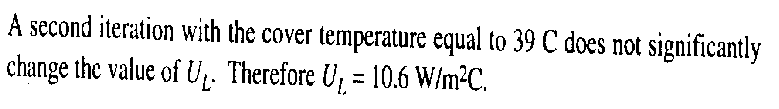 A second iteration with the cover temperature equal to 39 C does not significantly
change the value of U_L. Therefore U_L = 10.6 W/m²C.